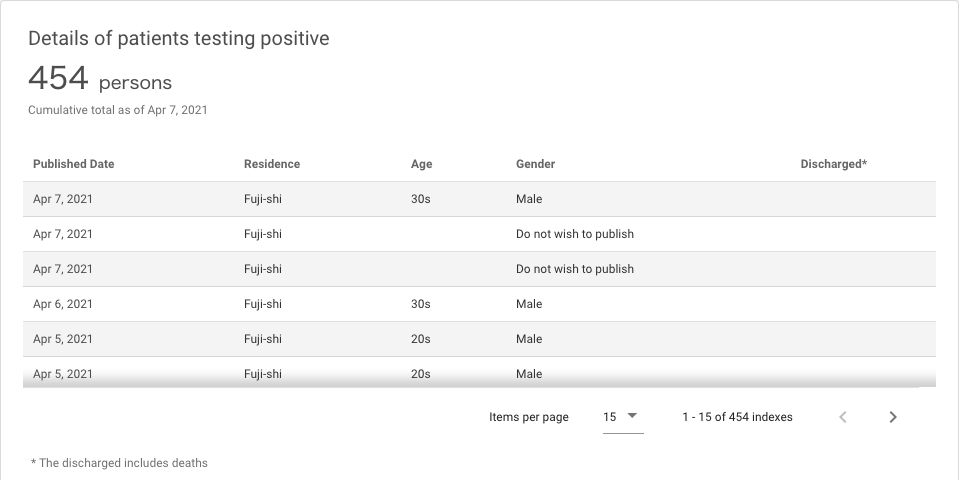 Details of patients testing positive
454 persons
Cumulative total as of Apr 7, 2021
Published Date Residence Age Gender Discharged*
Apr 7, 2021 Fuji-shi 30s Male
Apr 7, 2021 Fuji-shi Do not wish to publish
Apr 7, 2021 Fuji-shi Do not wish to publish
Apr 6, 2021 Fuji-shi 30s Male
Apr 5, 2021 Fuji-shi 20s Male
Apr 5, 2021 Fuji-shi 20s Male
Items per page 15 1 - 15 of 454 indexes
* The discharged includes deaths